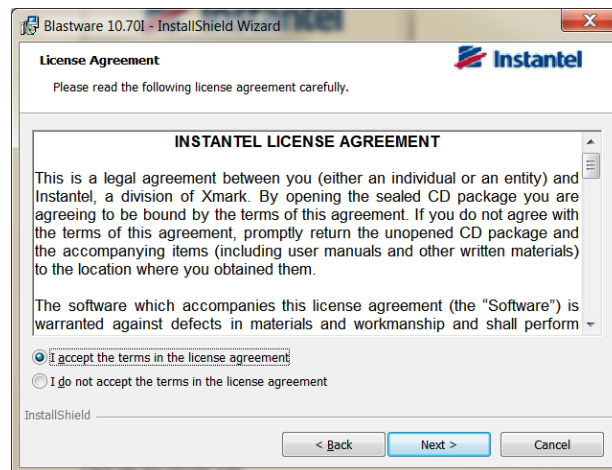 Blastware 10.70I - InstallShield Wizard
License Agreement
Instantel
Please read the following license agreement carefully.
INSTANTEL LICENSE AGREEMENT
This is a legal agreement between you (either an individual or an entity) and
Instantel, a division of Xmark. By opening the sealed CD package you are
agreeing to be bound by the terms of this agreement. If you do not agree with
the terms of this agreement, promptly return the unopened CD package and
the accompanying items (including user manuals and other written materials)
to the location where you obtained them.
The software which accompanies this license agreement (the “Software”) is
warranted against defects in materials and workmanship and shall perform
I accept the terms in the license agreement
I do not accept the terms in the license agreement
InstallShield
< Back
Next >
Cancel